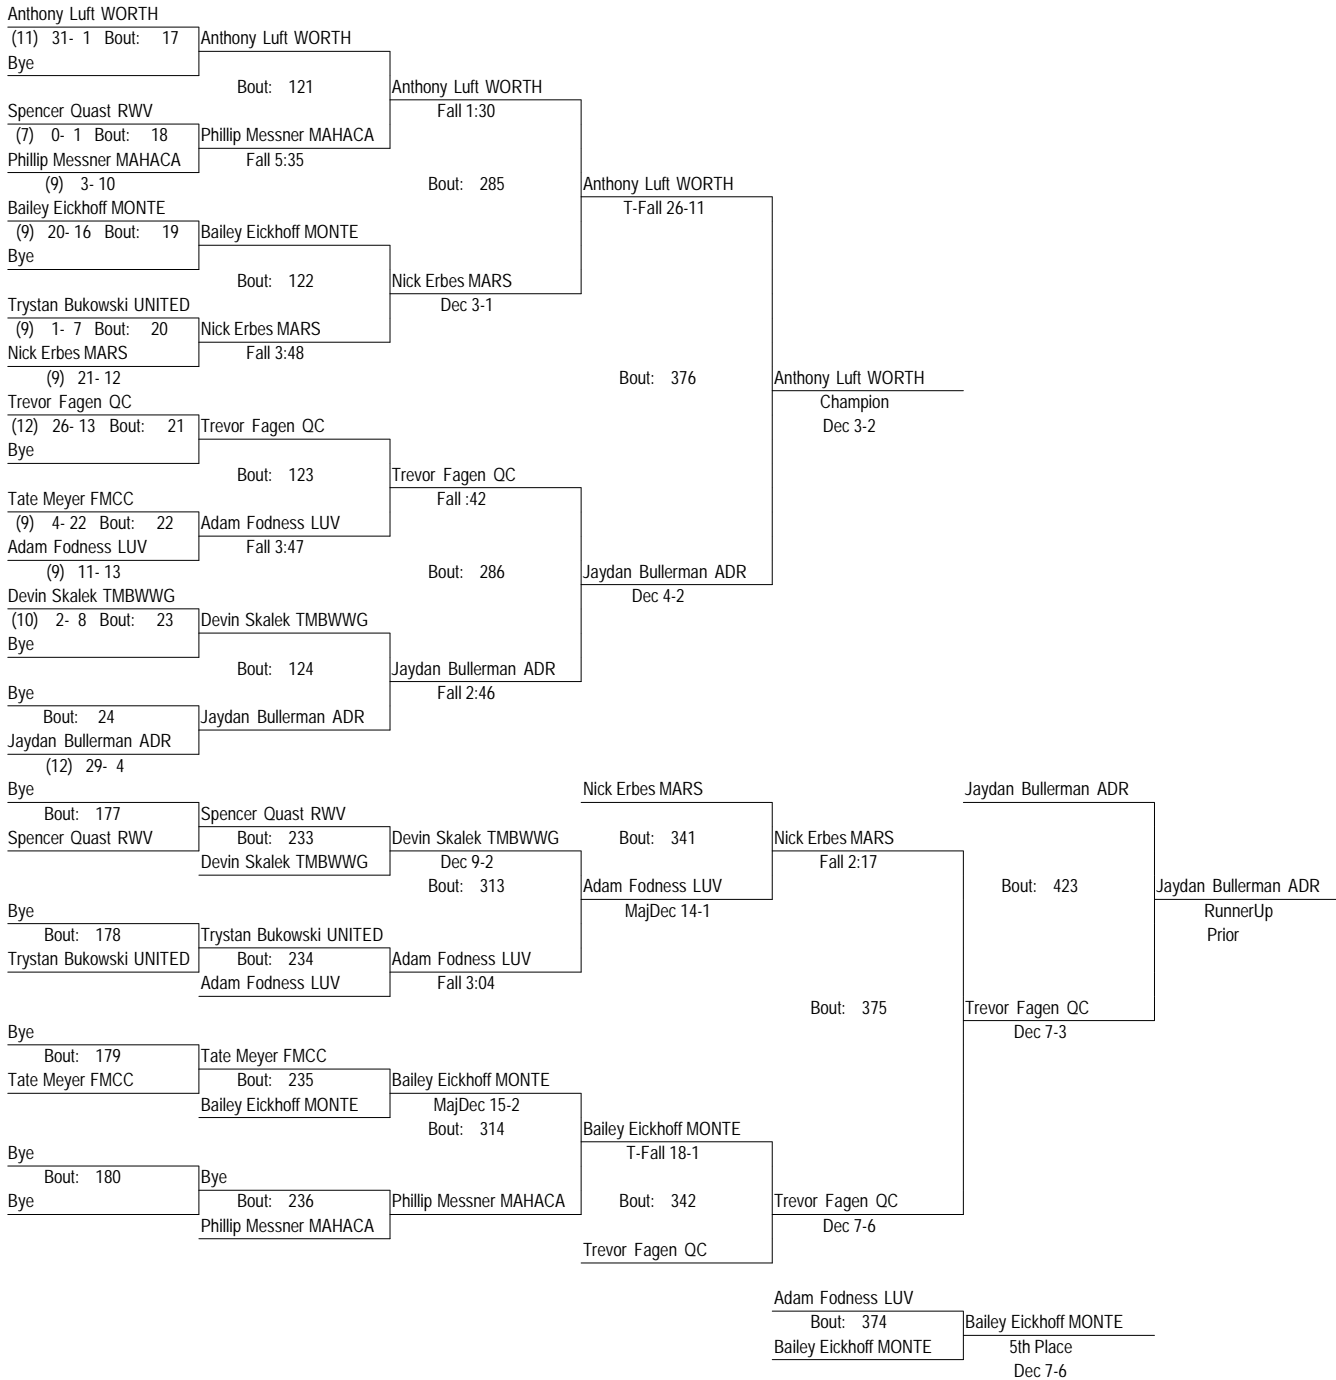 Anthony Luft WORTH
(11) 31- 1 Bout: 17 Anthony Luft WORTH
Bye
Bout: 121 Anthony Luft WORTH
Spencer Quast RWV Fall 1:30
(7) 0- 1 Bout: 18 Phillip Messner MAHACA
Phillip Messner MAHACA Fall 5:35
(9) 3- 10 Bout: 285 Anthony Luft WORTH
Bailey Eickhoff MONTE T-Fall 26-11
(9) 20- 16 Bout: 19 Bailey Eickhoff MONTE
Bye
Bout: 122 Nick Erbes MARS
Trystan Bukowski UNITED Dec 3-1
(9) 1- 7 Bout: 20 Nick Erbes MARS
Nick Erbes MARS Fall 3:48
(9) 21- 12 Bout: 376 Anthony Luft WORTH
Trevor Fagen QC Champion
(12) 26- 13 Bout: 21 Trevor Fagen QC Dec 3-2
Bye
Bout: 123 Trevor Fagen QC
Tate Meyer FMCC Fall :42
(9) 4- 22 Bout: 22 Adam Fodness LUV
Adam Fodness LUV Fall 3:47
(9) 11- 13 Bout: 286 Jaydan Bullerman ADR
Devin Skalek TMBWWG Dec 4-2
(10) 2- 8 Bout: 23 Devin Skalek TMBWWG
Bye
Bout: 124 Jaydan Bullerman ADR
Bye Fall 2:46
Bout: 24 Jaydan Bullerman ADR
Jaydan Bullerman ADR
(12) 29- 4
Bye Nick Erbes MARS Jaydan Bullerman ADR
Bout: 177 Spencer Quast RWV
Spencer Quast RWV Bout: 233 Devin Skalek TMBWWG Bout: 341 Nick Erbes MARS
Devin Skalek TMBWWG Dec 9-2 Fall 2:17
Bout: 313 Adam Fodness LUV Bout: 423 Jaydan Bullerman ADR
Bye MajDec 14-1 RunnerUp
Bout: 178 Trystan Bukowski UNITED Prior
Trystan Bukowski UNITED Bout: 234 Adam Fodness LUV
Adam Fodness LUV Fall 3:04
Bout: 375 Trevor Fagen QC
Bye Dec 7-3
Bout: 179 Tate Meyer FMCC
Tate Meyer FMCC Bout: 235 Bailey Eickhoff MONTE
Bailey Eickhoff MONTE MajDec 15-2
Bout: 314 Bailey Eickhoff MONTE
Bye T-Fall 18-1
Bout: 180 Bye
Bye Bout: 236 Phillip Messner MAHACA Bout: 342 Trevor Fagen QC
Phillip Messner MAHACA Dec 7-6
Trevor Fagen QC
Adam Fodness LUV
Bout: 374 Bailey Eickhoff MONTE
Bailey Eickhoff MONTE 5th Place
Dec 7-6